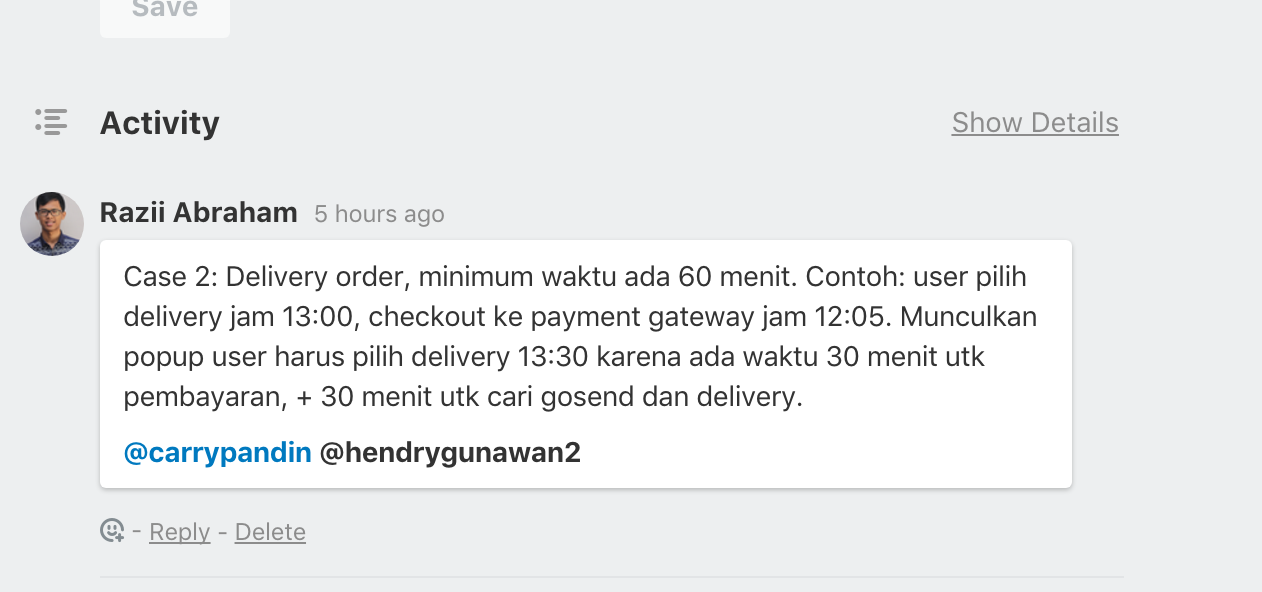 Save
Activity
Show Details
Razii Abraham 5 hours ago
Case 2: Delivery order, minimum waktu ada 60 menit. Contoh: user pilih
delivery jam 13:00, checkout ke payment gateway jam 12:05. Munculkan
popup user harus pilih delivery 13:30 karena ada waktu 30 menit utk
pembayaran, + 30 menit utk cari gosend dan delivery.
@carrypandin @hendrygunawan2
- Reply - Delete